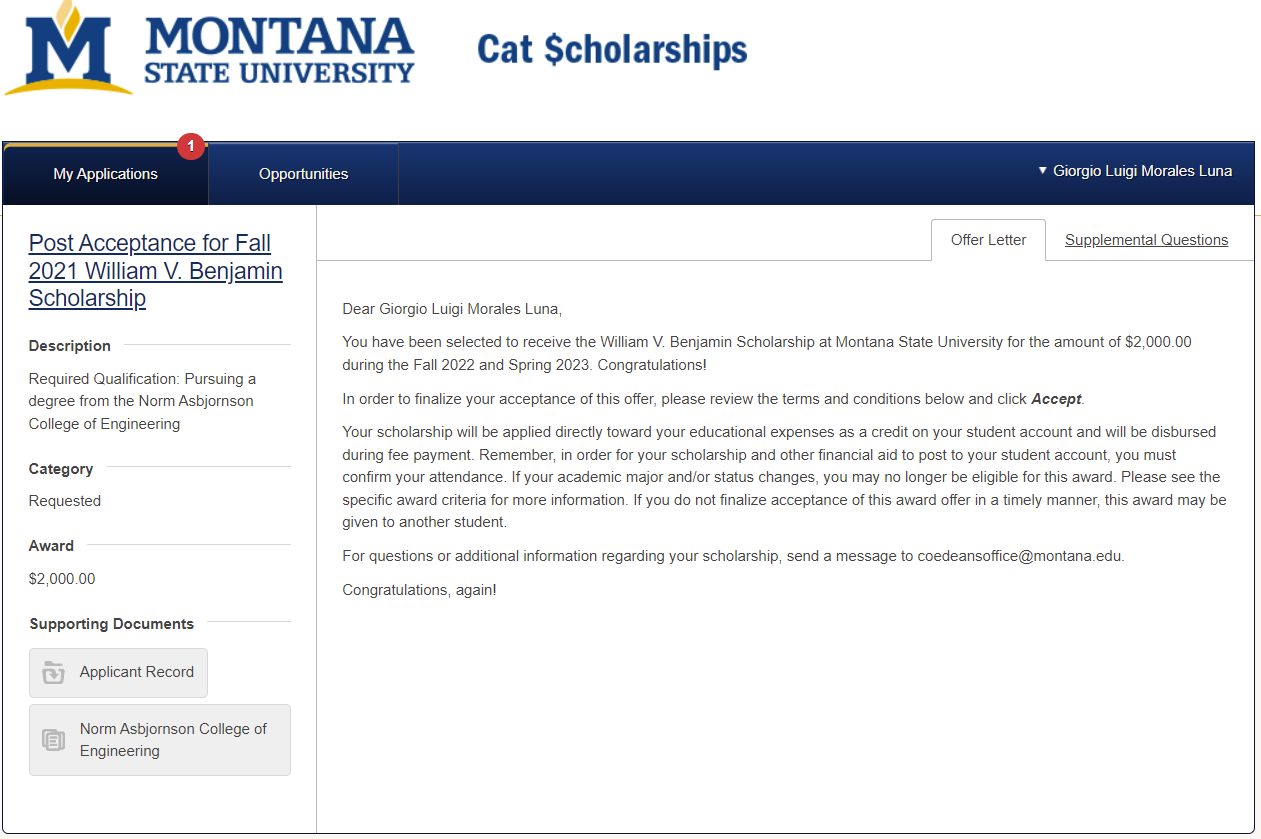 M MONTANA
STATE UNIVERSITY
Cat $cholarships
My Applications
1
Opportunities
▼ Giorgio Luigi Morales Luna
Post Acceptance for Fall
2021 William V. Benjamin
Scholarship
Description
Required Qualification: Pursuing a
degree from the Norm Asbjornson
College of Engineering
Category
Requested
Award
$2,000.00
Supporting Documents
Applicant Record
Norm Asbjornson College of
Engineering
Offer Letter
Supplemental Questions
Dear Giorgio Luigi Morales Luna,
You have been selected to receive the William V. Benjamin Scholarship at Montana State University for the amount of $2,000.00
during the Fall 2022 and Spring 2023. Congratulations!
In order to finalize your acceptance of this offer, please review the terms and conditions below and click Accept.
Your scholarship will be applied directly toward your educational expenses as a credit on your student account and will be disbursed
during fee payment. Remember, in order for your scholarship and other financial aid to post to your student account, you must
confirm your attendance. If your academic major and/or status changes, you may no longer be eligible for this award. Please see the
specific award criteria for more information. If you do not finalize acceptance of this award offer in a timely manner, this award may be
given to another student.
For questions or additional information regarding your scholarship, send a message to coedeansoffice@montana.edu.
Congratulations, again!